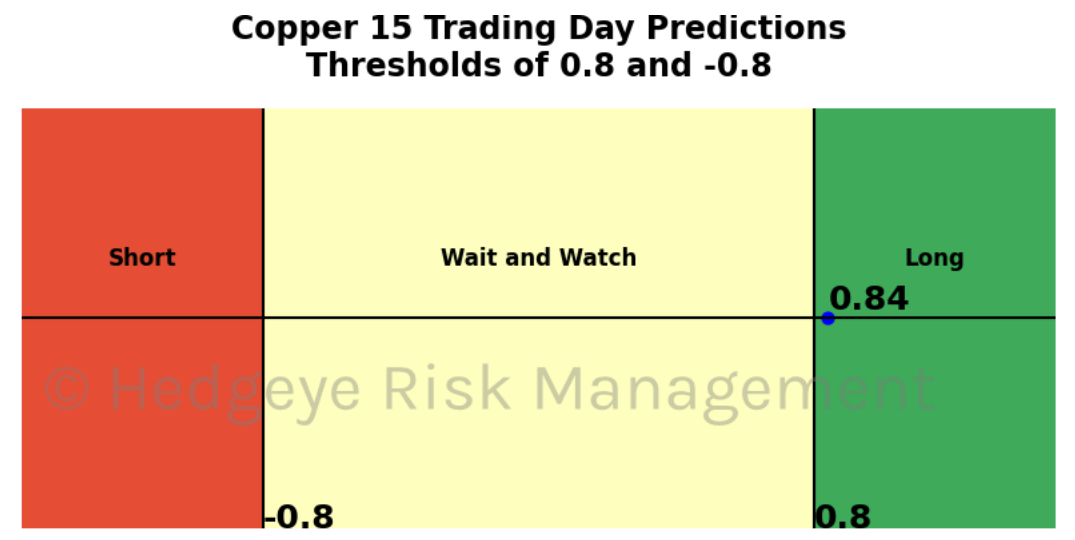 Copper 15 Trading Day Predictions
Thresholds of 0.8 and -0.8
Short
Wait and Watch
Long
0.84
© Hedgeye Risk Management
-0.8
0.8